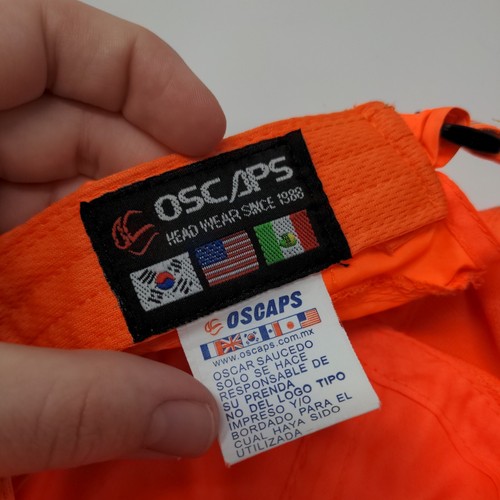 OSCAPS
HEAD WEAR SINCE 1988
OSCAPS
www.oscaps.com.mx
OSCAR SAUCEDO
SOLO SE HACE
RESPONSABLE DE
SU PRENDA
NO DEL LOGO TIPO
IMPRESO Y/O
BORDADO PARA EL
CUAL HAYA SIDO
UTILIZADA